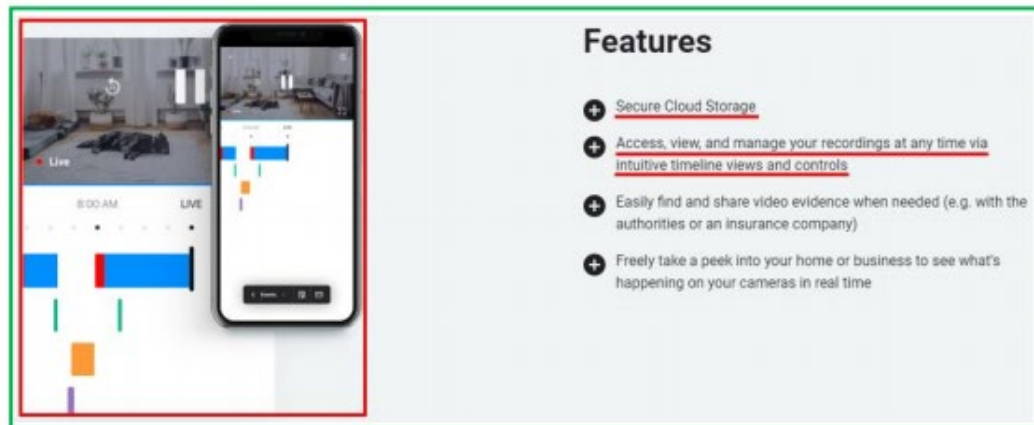 Live
8:00 AM LIVE
LIVE
Events
Features
Secure Cloud Storage
Access, view, and manage your recordings at any time via
intuitive timeline views and controls
Easily find and share video evidence when needed (e.g. with the
authorities or an insurance company)
Freely take a peek into your home or business to see what's
happening on your cameras in real time